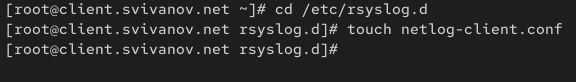 [root@client.svivanov.net ~]# cd /etc/rsyslog.d
[root@client.svivanov.net rsyslog.d]# touch netlog-client.conf
[root@client.svivanov.net rsyslog.d]#